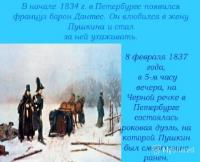 В начале 1834 г. в Петербурге появился
француз барон Дантес. Он влюбился в жену
Пушкина и стал
за ней ухаживать.
8 февраля 1837
года,
в 5-м часу
вечера, на
Черной речке в
Петербурге
состоялась
роковая дуэль, на
которой Пушкин
был смертельно
ранен.